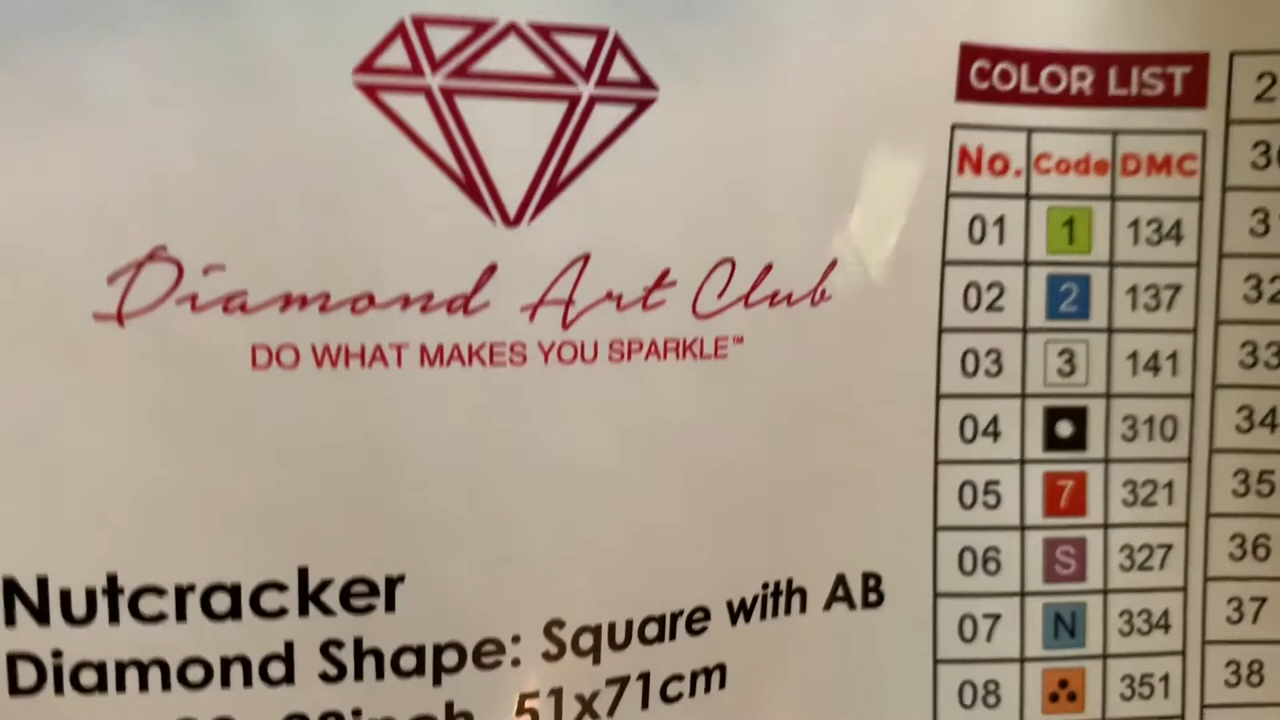 Diamond Art Club
DO WHAT MAKES YOU SPARKLE™
Nutcracker
Diamond Shape: Square with AB
51x71cm
COLOR LIST
No. Code DMC
01 1 134
02 2 137
03 3 141
04 310
05 7 321
06 S 327
07 N 334
08 351
31
32
33
34
35
36
37
38